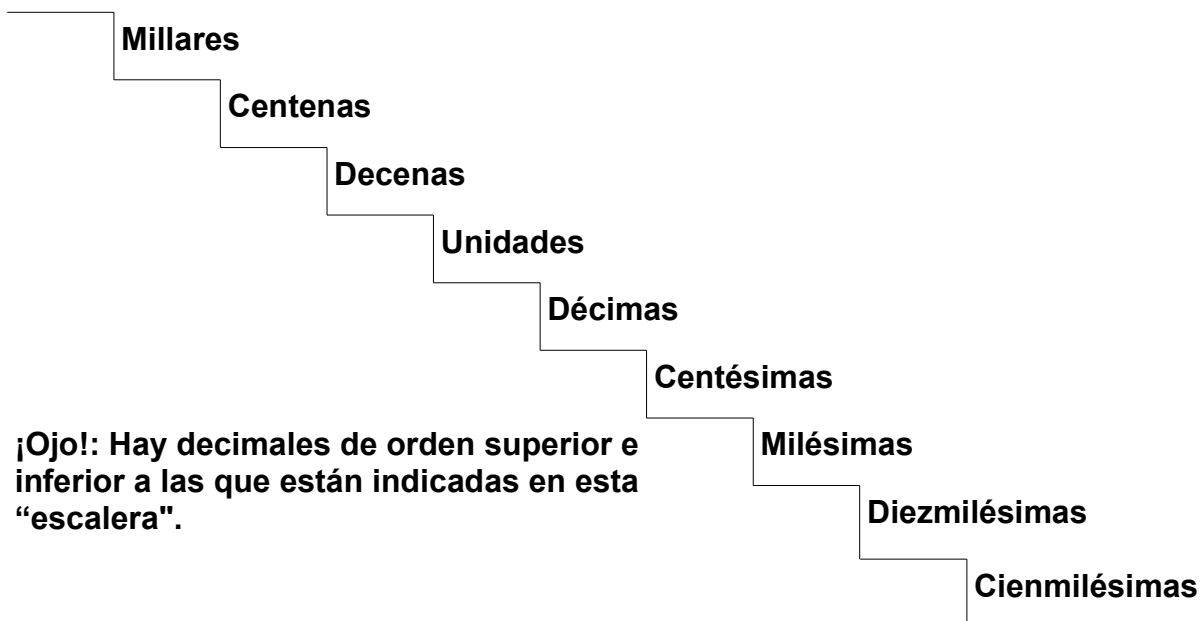 Millares
Centenas
Decenas
Unidades
Décimas
Centésimas
¡Ojo!: Hay decimales de orden superior e
inferior a las que están indicadas en esta
“escalera".
Milésimas
Diezmilésimas
Cienmilésimas